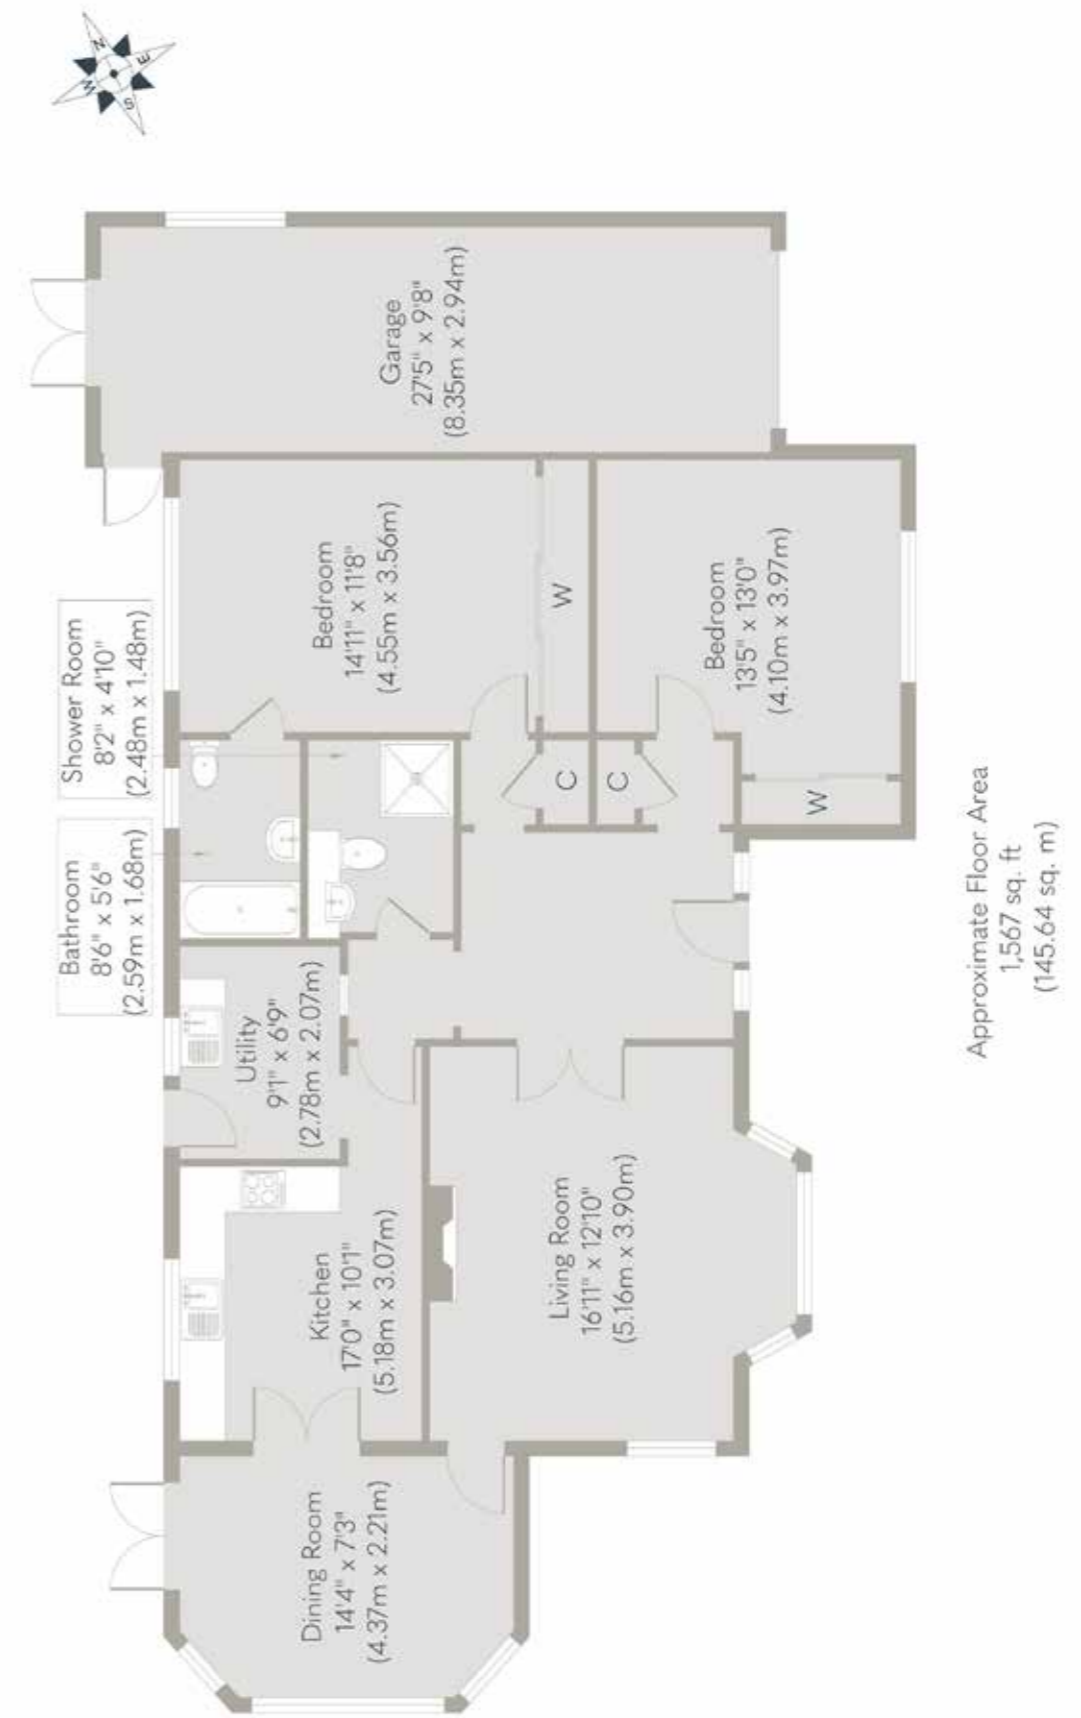 Dining Room
14'4" x 7'3"
(4.37m x 2.21m)
Kitchen
17'0" x 10'1"
(5.18m x 3.07m)
Living Room
16'11" x 12'10"
(5.16m x 3.90m)
Utility
9'1" x 6'9"
(2.78m x 2.07m)
Bathroom
8'6" x 5'6"
(2.59m x 1.68m)
Shower Room
8'2" x 4'10"
(2.48m x 1.48m)
C
C
W
Bedroom
14'11" x 11'8"
(4.55m x 3.56m)
W
Bedroom
13'5" x 13'0"
(4.10m x 3.97m)
Garage
27'5" x 9'8"
(8.35m x 2.94m)
N
E
S
W
Approximate Floor Area
1,567 sq. ft
(145.64 sq. m)